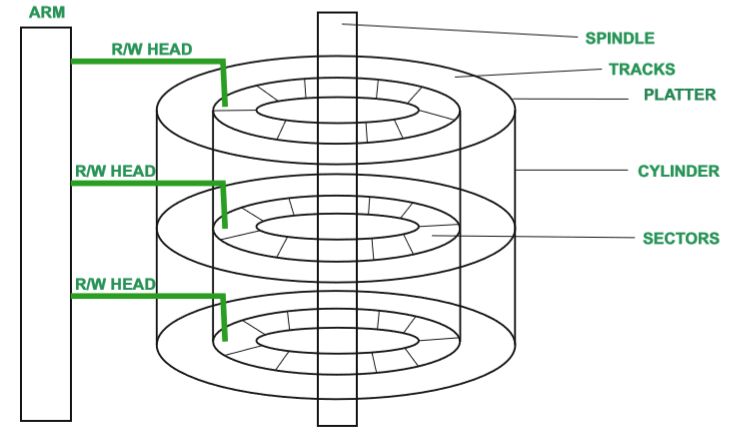 ARM
R/W HEAD
SPINDLE
TRACKS
PLATTER
R/W HEAD
CYLINDER
SECTORS
R/W HEAD